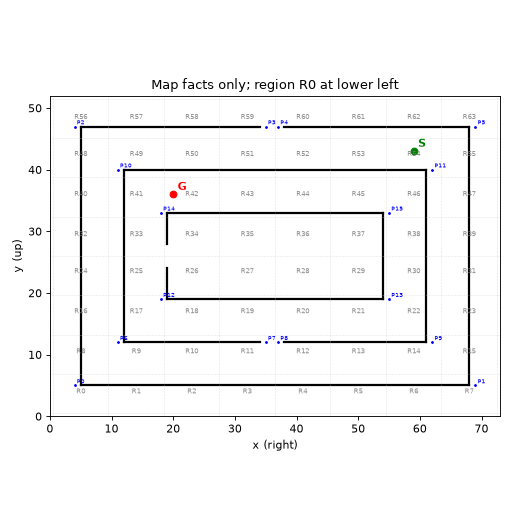 Map facts only; region R0 at lower left
y (up)
50
40
30
20
10
0
R56 R57 R58 R59 R60 R61 R62 R63
P2 P3 P4 P5
S
R48 R49 R50 R51 R52 R53 R54 R55
P10 P11
G
R40 R41 R42 R43 R44 R45 R46 R47
P14 P15
R32 R33 R34 R35 R36 R37 R38 R39
R24 R25 R26 R27 R28 R29 R30 R31
P12 P13
R16 R17 R18 R19 R20 R21 R22 R23
P6 P7 P8 P9
R8 R9 R10 R11 R12 R13 R14 R15
P0 P1
R0 R1 R2 R3 R4 R5 R6 R7
0 10 20 30 40 50 60 70
x (right)